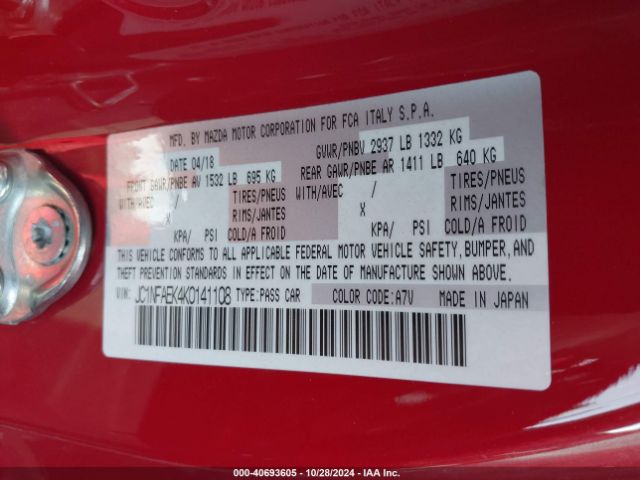 MFD. BY MAZDA MOTOR CORPORATION FOR FCA ITALY S.P.A.
DATE 04/18 GVWR/PNBV 2937 LB 1332 KG
FRONT GAWR/PNBE AV 1532 LB 695 KG REAR GAWR/PNBE AR 1411 LB 640 KG
WITH/AVEC / TIRES/PNEUS WITH/AVEC / TIRES/PNEUS
X RIMS/JANTES X RIMS/JANTES
KPA/ PSI COLD/A FROID KPA/ PSI COLD/A FROID
THIS VEHICLE CONFORMS TO ALL APPLICABLE FEDERAL MOTOR VEHICLE SAFETY, BUMPER, AND
THEFT PREVENTION STANDARDS IN EFFECT ON THE DATE OF MANUFACTURE SHOWN ABOVE.
VIN: JC1NFAEK4K0141108 TYPE:PASS CAR COLOR CODE:A7V MADE IN JAPAN
000-40693605 - 10/28/2024 - IAA Inc.